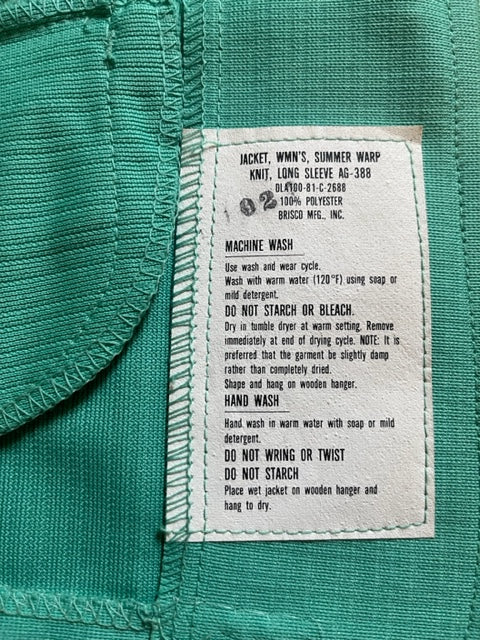 JACKET, WMN'S, SUMMER WARP
KNIT, LONG SLEEVE AG-388
DLA100-81-C-2688
100% POLYESTER
BRISCO MFG., INC.
02
MACHINE WASH
Use wash and wear cycle.
Wash with warm water (120°F) using soap or
mild detergent.
DO NOT STARCH OR BLEACH.
Dry in tumble dryer at warm setting. Remove
immediately at end of drying cycle. NOTE: It is
preferred that the garment be slightly damp
rather than completely dried.
Shape and hang on wooden hanger.
HAND WASH
Hand wash in warm water with soap or mild
detergent.
DO NOT WRING OR TWIST
DO NOT STARCH
Place wet jacket on wooden hanger and
hang to dry.